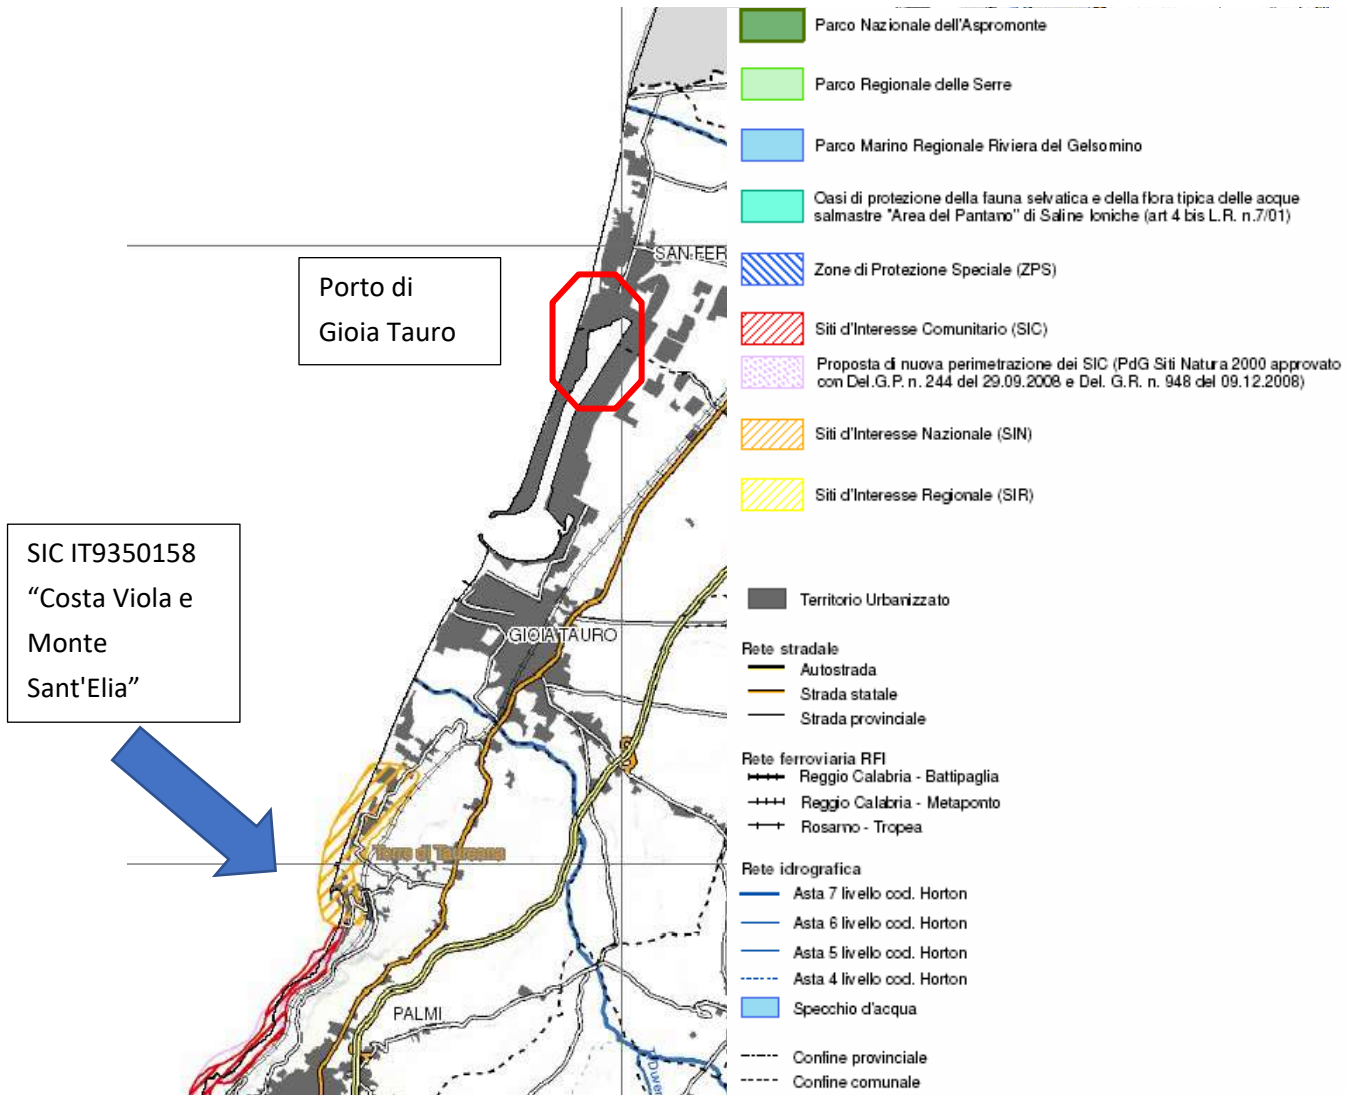 Porto di
Gioia Tauro
SIC IT9350158
“Costa Viola e
Monte
Sant'Elia”
SAN FER
GIOIA TAURO
Torre di Taureana
PALMI
Parco Nazionale dell'Aspromonte
Parco Regionale delle Serre
Parco Marino Regionale Riviera del Gelsomino
Oasi di protezione della fauna selvatica e della flora tipica delle acque
salmastre "Area del Pantano" di Saline Ioniche (art 4 bis L.R. n.7/01)
Zone di Protezione Speciale (ZPS)
Siti d'Interesse Comunitario (SIC)
Proposta di nuova perimetrazione dei SIC (PdG Siti Natura 2000 approvato
con Del.G.P. n. 244 del 29.09.2008 e Del. G.R. n. 948 del 09.12.2008)
Siti d'Interesse Nazionale (SIN)
Siti d'Interesse Regionale (SIR)
Territorio Urbanizzato
Rete stradale
Autostrada
Strada statale
Strada provinciale
Rete ferroviaria RFI
Reggio Calabria - Battipaglia
Reggio Calabria - Metaponto
Rosarno - Tropea
Rete idrografica
Asta 7 livello cod. Horton
Asta 6 livello cod. Horton
Asta 5 livello cod. Horton
Asta 4 livello cod. Horton
Specchio d'acqua
Confine provinciale
Confine comunale